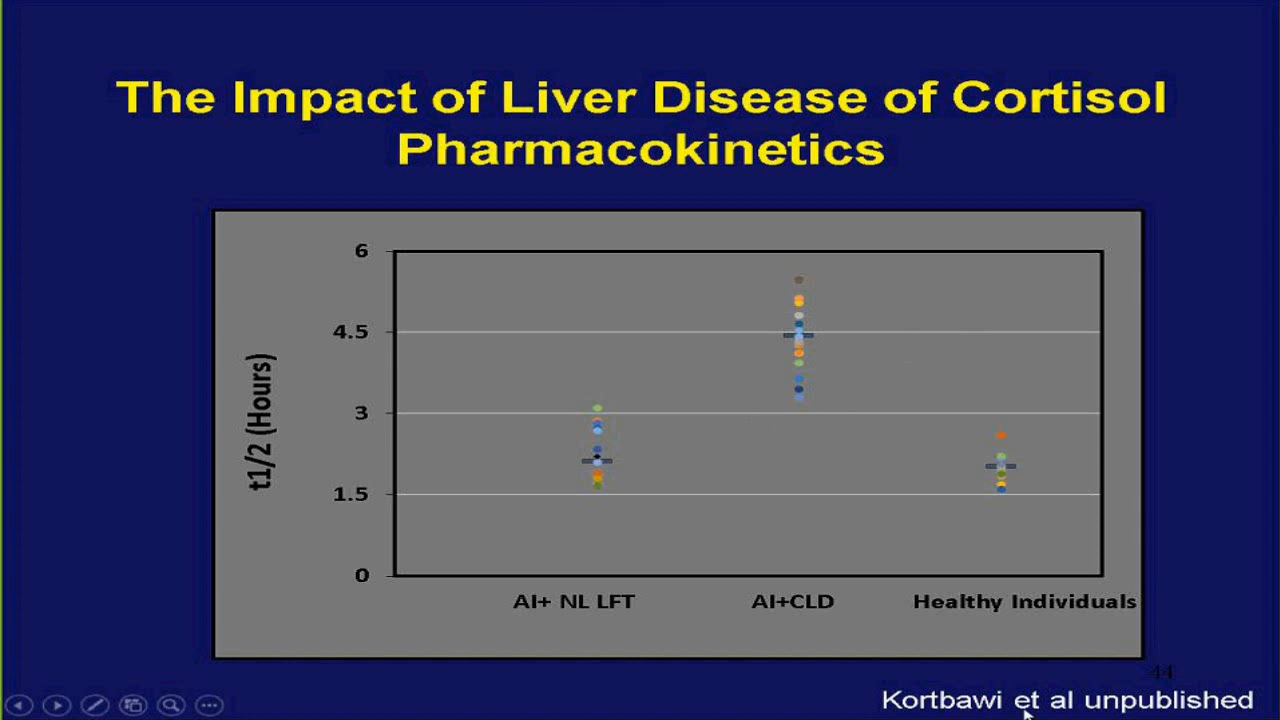 The Impact of Liver Disease of Cortisol
Pharmacokinetics
6
4.5
3
1.5
0
t1/2 (Hours)
AI+ NL LFT
AI+CLD
Healthy Individuals
44
Kortbawi et al unpublished